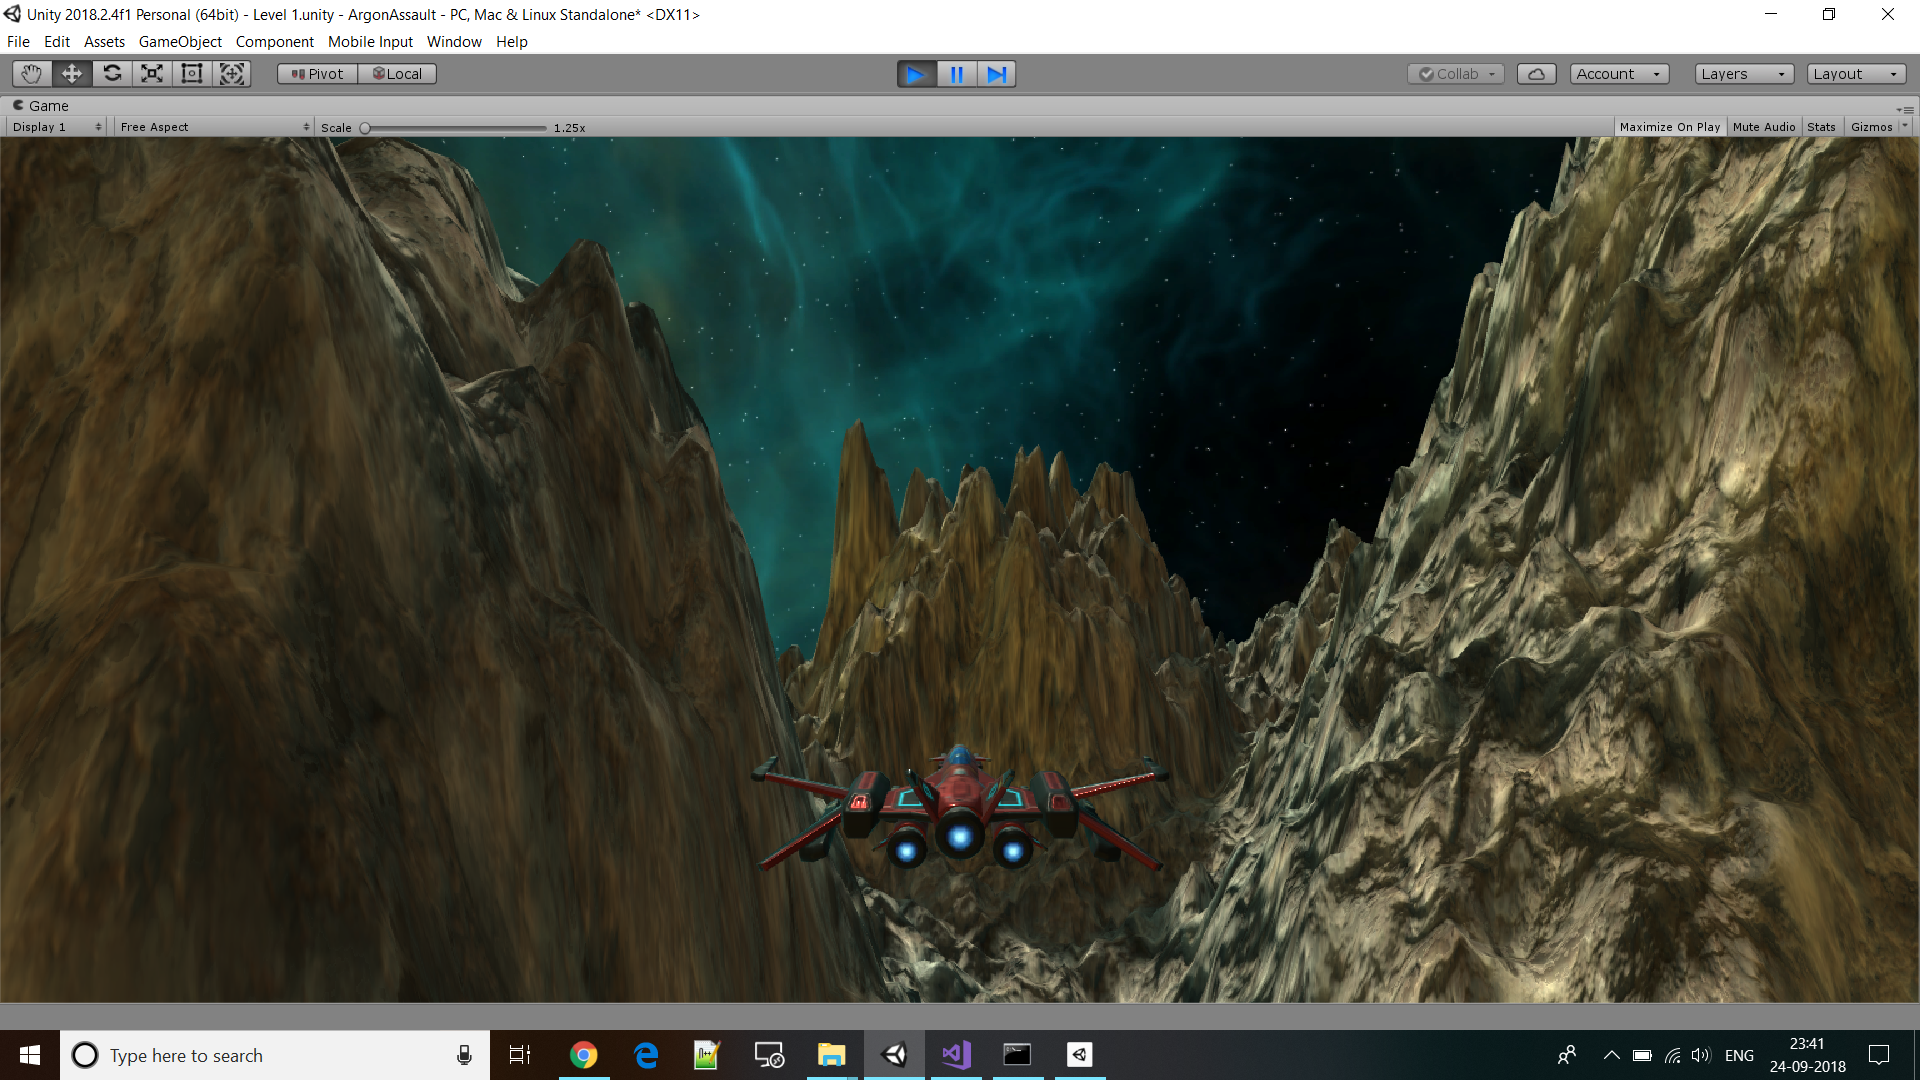 Unity 2018.2.4f1 Personal (64bit) - Level 1.unity - ArgonAssault - PC, Mac & Linux Standalone* <DX11>
File Edit Assets GameObject Component Mobile Input Window Help
Pivot Local Collab Account Layers Layout
Game
Display 1 Free Aspect Scale 1.25x Maximize On Play Mute Audio Stats Gizmos
Type here to search
ENG
23:41
24-09-2018